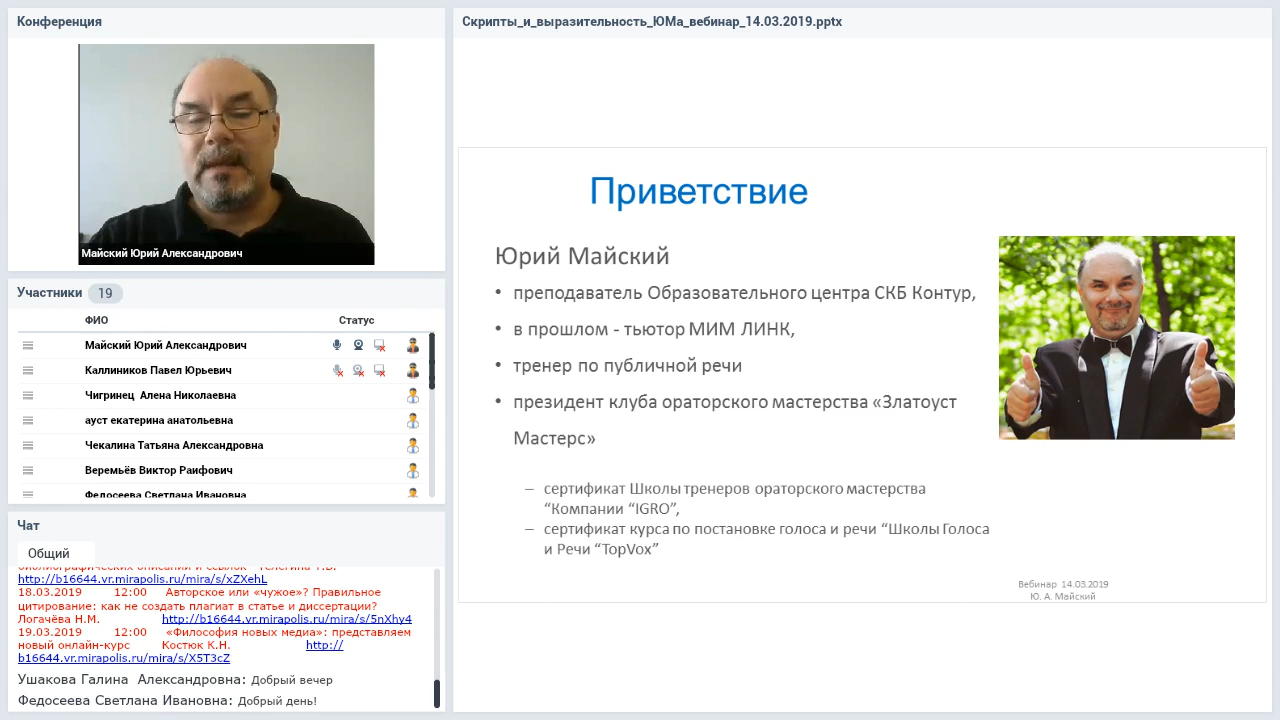 Конференция
Майский Юрий Александрович
Участники 19
ФИО Статус
Майский Юрий Александрович
Каллиников Павел Юрьевич
Чигринец Алена Николаевна
ауст екатерина анатольевна
Чекалина Татьяна Александровна
Веремьёв Виктор Раифович
Федосеева Светлана Ивановна
Чат
Общий
http://b16644.vr.mirapolis.ru/mira/s/xZXehL
18.03.2019 12:00 Авторское или «чужое»? Правильное
цитирование: как не создать плагиат в статье и диссертации?
Логачёва Н.М. http://b16644.vr.mirapolis.ru/mira/s/5nXhy4
19.03.2019 12:00 «Философия новых медиа»: представляем
новый онлайн-курс Костюк К.Н. http://
b16644.vr.mirapolis.ru/mira/s/X5T3cZ
Ушакова Галина Александровна: Добрый вечер
Федосеева Светлана Ивановна: Добрый день!
Скрипты_и_выразительность_ЮМа_вебинар_14.03.2019.pptx
Приветствие
Юрий Майский
• преподаватель Образовательного центра СКБ Контур,
• в прошлом - тьютор МИМ ЛИНК,
• тренер по публичной речи
• президент клуба ораторского мастерства «Златоуст
Мастерс»
– сертификат Школы тренеров ораторского мастерства
“Компании “IGRO”,
– сертификат курса по постановке голоса и речи “Школы Голоса
и Речи “TopVox”
Вебинар 14.03.2019
Ю. А. Майский